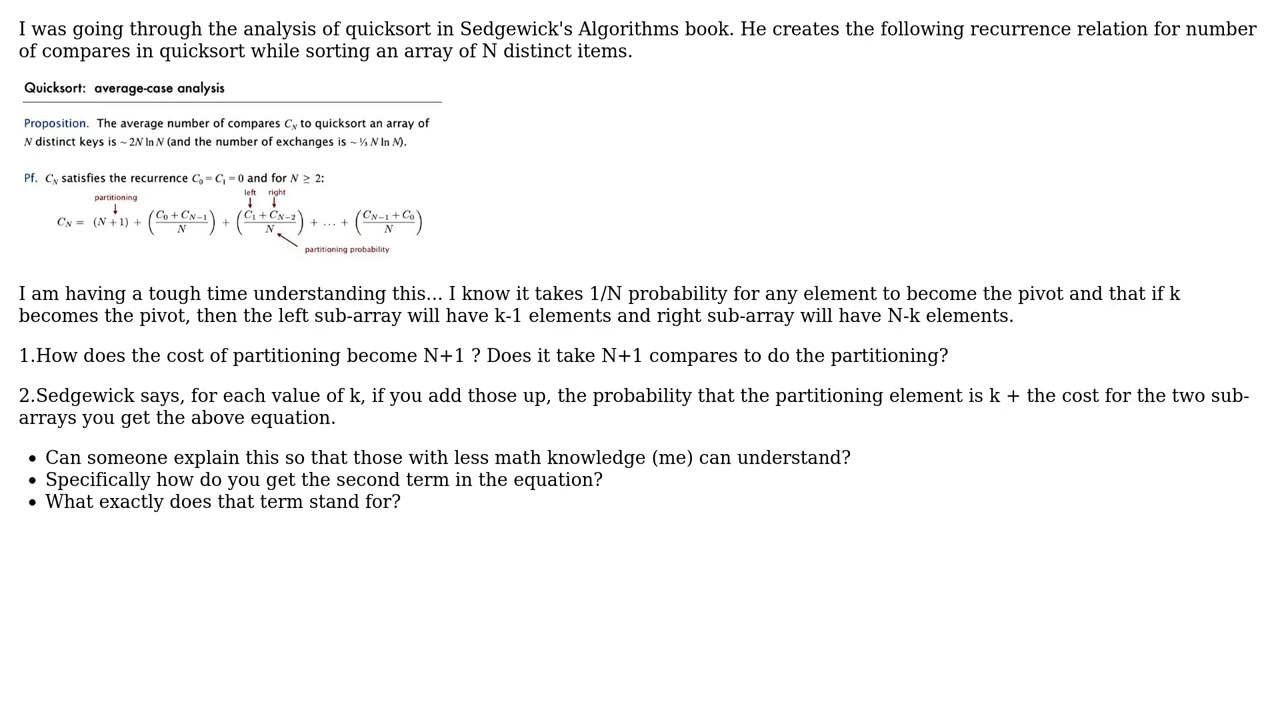 I was going through the analysis of quicksort in Sedgewick's Algorithms book. He creates the following recurrence relation for number
of compares in quicksort while sorting an array of N distinct items.
Quicksort: average-case analysis
Proposition. The average number of compares C_N to quicksort an array of
N distinct keys is ~ 2N ln N (and the number of exchanges is ~ ⅓ N ln N).
Pf. C_N satisfies the recurrence C_0 = C_1 = 0 and for N ≥ 2:
partitioning left right
C_N = (N + 1) + ((C_0 + C_{N−1})/N) + ((C_1 + C_{N−2})/N) + ... + ((C_{N−1} + C_0)/N)
partitioning probability
I am having a tough time understanding this... I know it takes 1/N probability for any element to become the pivot and that if k
becomes the pivot, then the left sub-array will have k-1 elements and right sub-array will have N-k elements.
1.How does the cost of partitioning become N+1 ? Does it take N+1 compares to do the partitioning?
2.Sedgewick says, for each value of k, if you add those up, the probability that the partitioning element is k + the cost for the two sub-
arrays you get the above equation.
• Can someone explain this so that those with less math knowledge (me) can understand?
• Specifically how do you get the second term in the equation?
• What exactly does that term stand for?